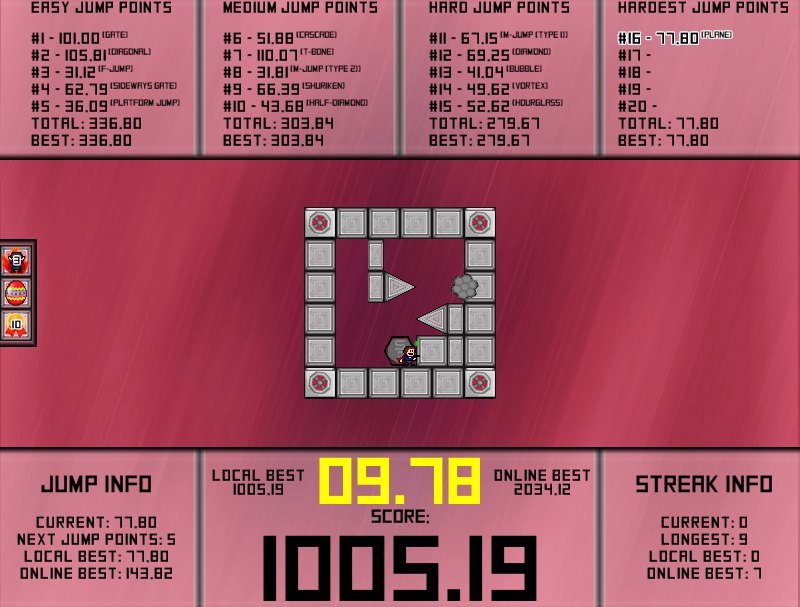 EASY JUMP POINTS
#1 - 101.00 (GATE)
#2 - 105.81 (DIAGONAL)
#3 - 31.12 (F-JUMP)
#4 - 62.79 (SIDEWAYS GATE)
#5 - 36.09 (PLATFORM JUMP)
TOTAL: 336.80
BEST: 336.80
MEDIUM JUMP POINTS
#6 - 51.88 (CASCADE)
#7 - 110.07 (T-BONE)
#8 - 31.81 (M-JUMP (TYPE 2))
#9 - 66.39 (SHURIKEN)
#10 - 43.68 (HALF-DIAMOND)
TOTAL: 303.84
BEST: 303.84
HARD JUMP POINTS
#11 - 67.15 (M-JUMP (TYPE 1))
#12 - 69.25 (DIAMOND)
#13 - 41.04 (BUBBLE)
#14 - 49.62 (VORTEX)
#15 - 52.62 (HOURGLASS)
TOTAL: 279.67
BEST: 279.67
HARDEST JUMP POINTS
#16 - 77.80 (PLANE)
#17 -
#18 -
#19 -
#20 -
TOTAL: 77.80
BEST: 77.80
3
10
JUMP INFO
CURRENT: 77.80
NEXT JUMP POINTS: 5
LOCAL BEST: 77.80
ONLINE BEST: 143.82
LOCAL BEST
1005.19
09.78
ONLINE BEST
2034.12
SCORE:
1005.19
STREAK INFO
CURRENT: 0
LONGEST: 9
LOCAL BEST: 0
ONLINE BEST: 7